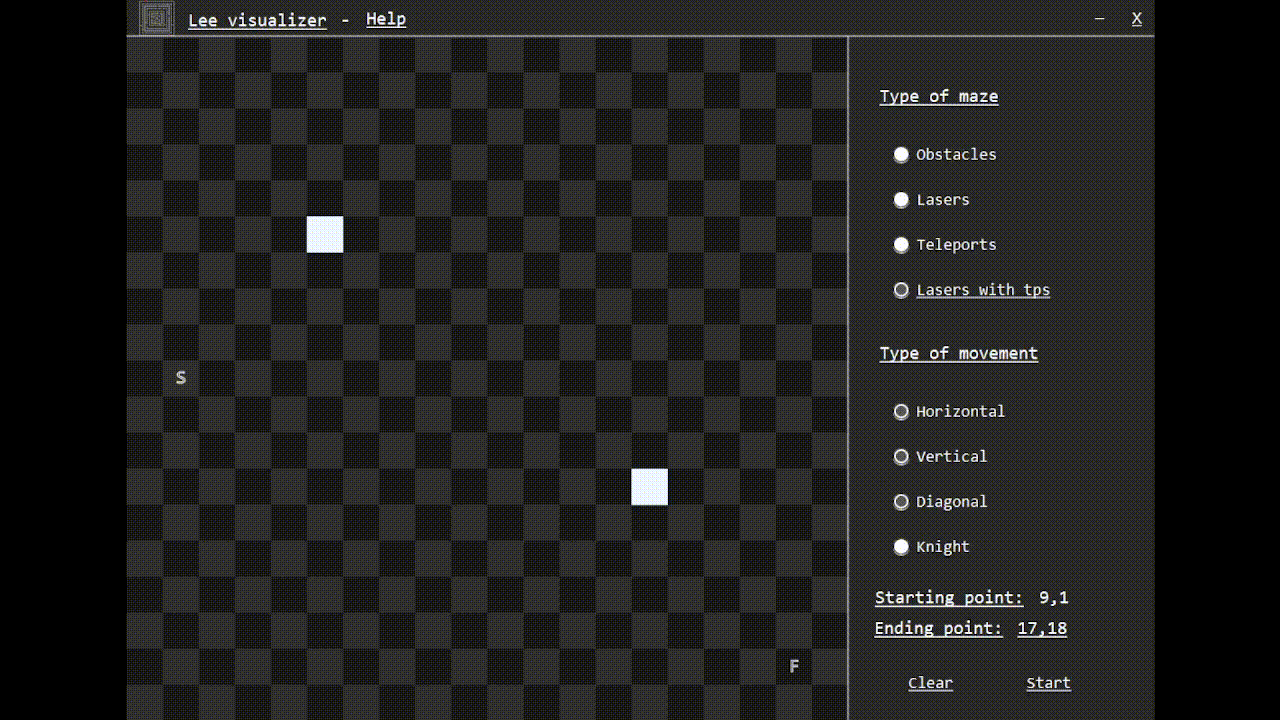 Lee visualizer - Help – X
Type of maze
Obstacles
Lasers
Teleports
Lasers with tps
Type of movement
S
Horizontal
Vertical
Diagonal
Knight
Starting point: 9,1
Ending point: 17,18
F
Clear Start